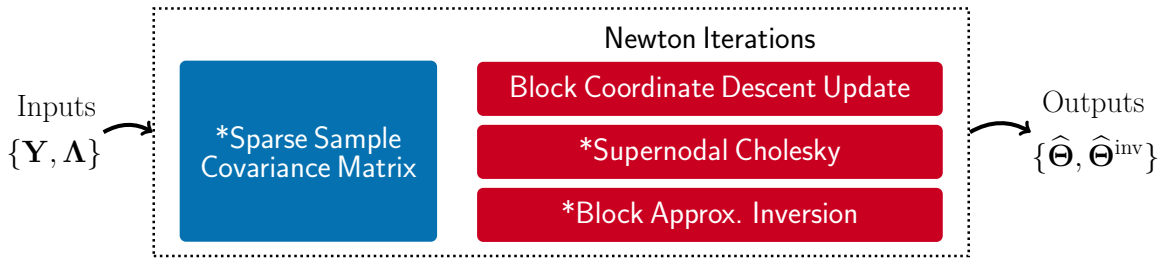 Inputs
{Y, Λ}
*Sparse Sample
Covariance Matrix
Newton Iterations
Block Coordinate Descent Update
*Supernodal Cholesky
*Block Approx. Inversion
Outputs
{Θ̂, Θ̂^inv}